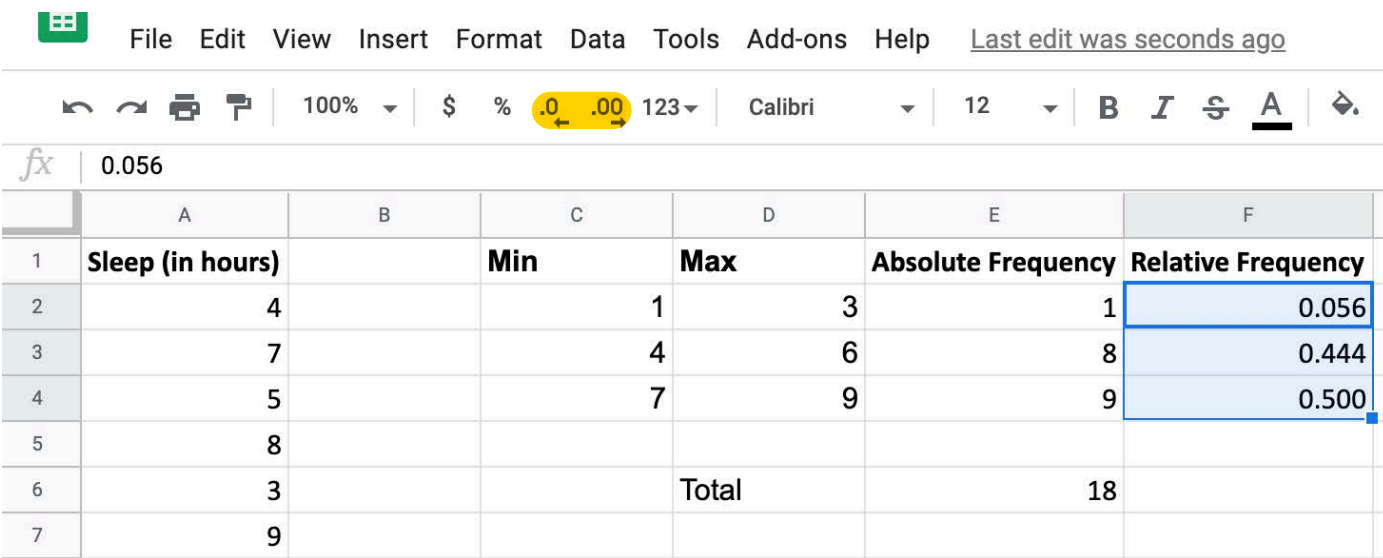 File Edit View Insert Format Data Tools Add-ons Help Last edit was seconds ago
100% $ % .0 .00 123 Calibri 12 B I S A
fx 0.056
A B C D E F
1 Sleep (in hours) Min Max Absolute Frequency Relative Frequency
2 4 1 3 1 0.056
3 7 4 6 8 0.444
4 5 7 9 9 0.500
5 8
6 3 Total 18
7 9